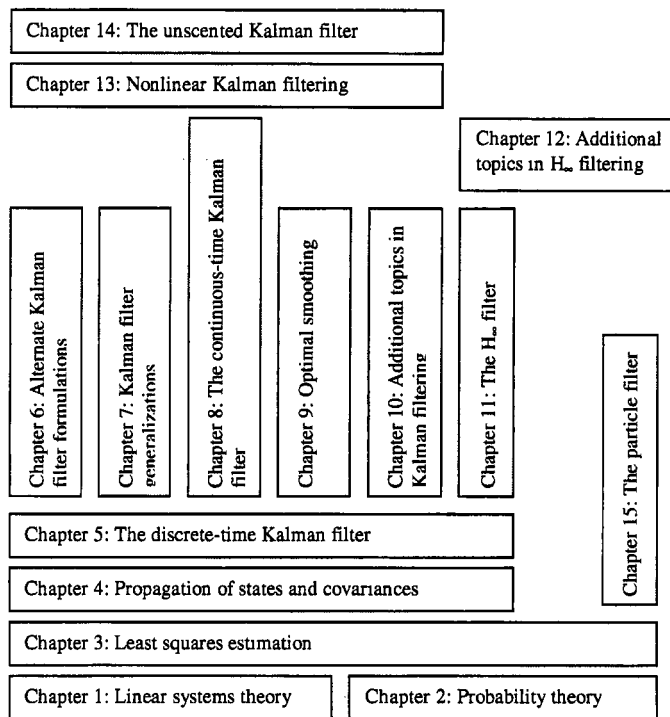 Chapter 14: The unscented Kalman filter
Chapter 13: Nonlinear Kalman filtering
Chapter 12: Additional
topics in H∞ filtering
Chapter 6: Alternate Kalman
filter formulations
Chapter 7: Kalman filter
generalizations
Chapter 8: The continuous-time Kalman
filter
Chapter 9: Optimal smoothing
Chapter 10: Additional topics in
Kalman filtering
Chapter 11: The H∞ filter
Chapter 15: The particle filter
Chapter 5: The discrete-time Kalman filter
Chapter 4: Propagation of states and covariances
Chapter 3: Least squares estimation
Chapter 1: Linear systems theory
Chapter 2: Probability theory